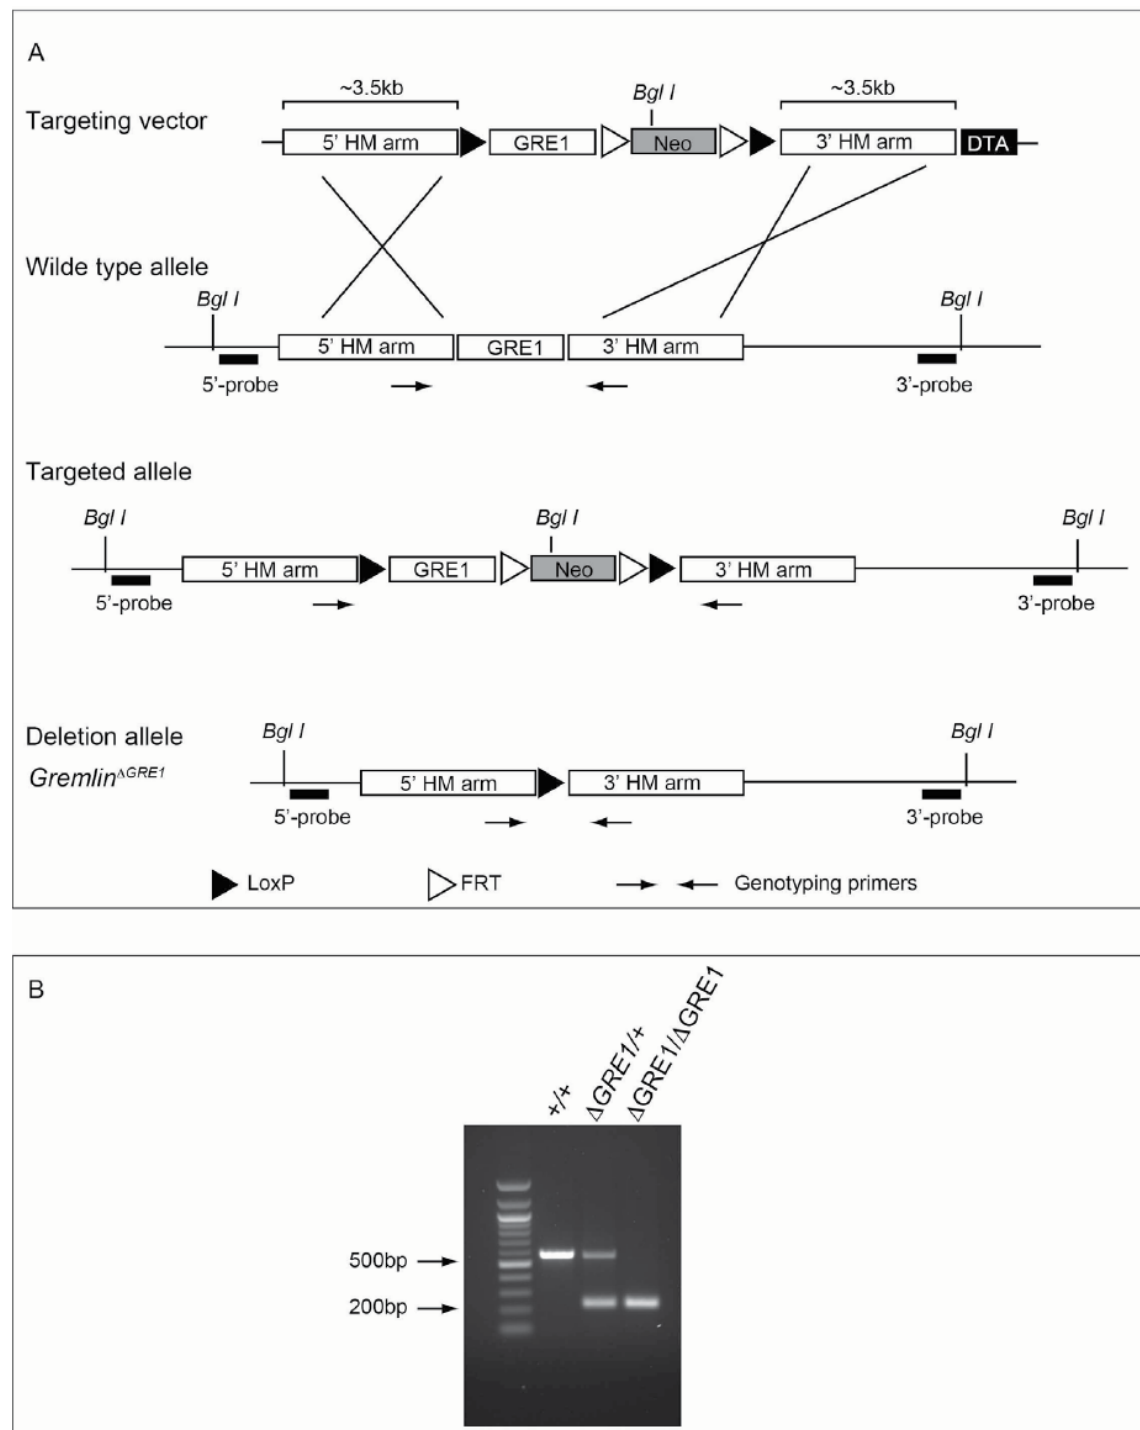 A
~3.5kb
Bgl I
~3.5kb
Targeting vector
5' HM arm
GRE1
Neo
3' HM arm
DTA
Wilde type allele
Bgl I
Bgl I
5' HM arm
GRE1
3' HM arm
5'-probe
3'-probe
Targeted allele
Bgl I
Bgl I
Bgl I
5' HM arm
GRE1
Neo
3' HM arm
5'-probe
3'-probe
Deletion allele
Bgl I
Bgl I
Gremlin^ΔGRE1
5' HM arm
3' HM arm
5'-probe
3'-probe
LoxP
FRT
Genotyping primers
B
+/+
ΔGRE1/+
ΔGRE1/ΔGRE1
500bp
200bp